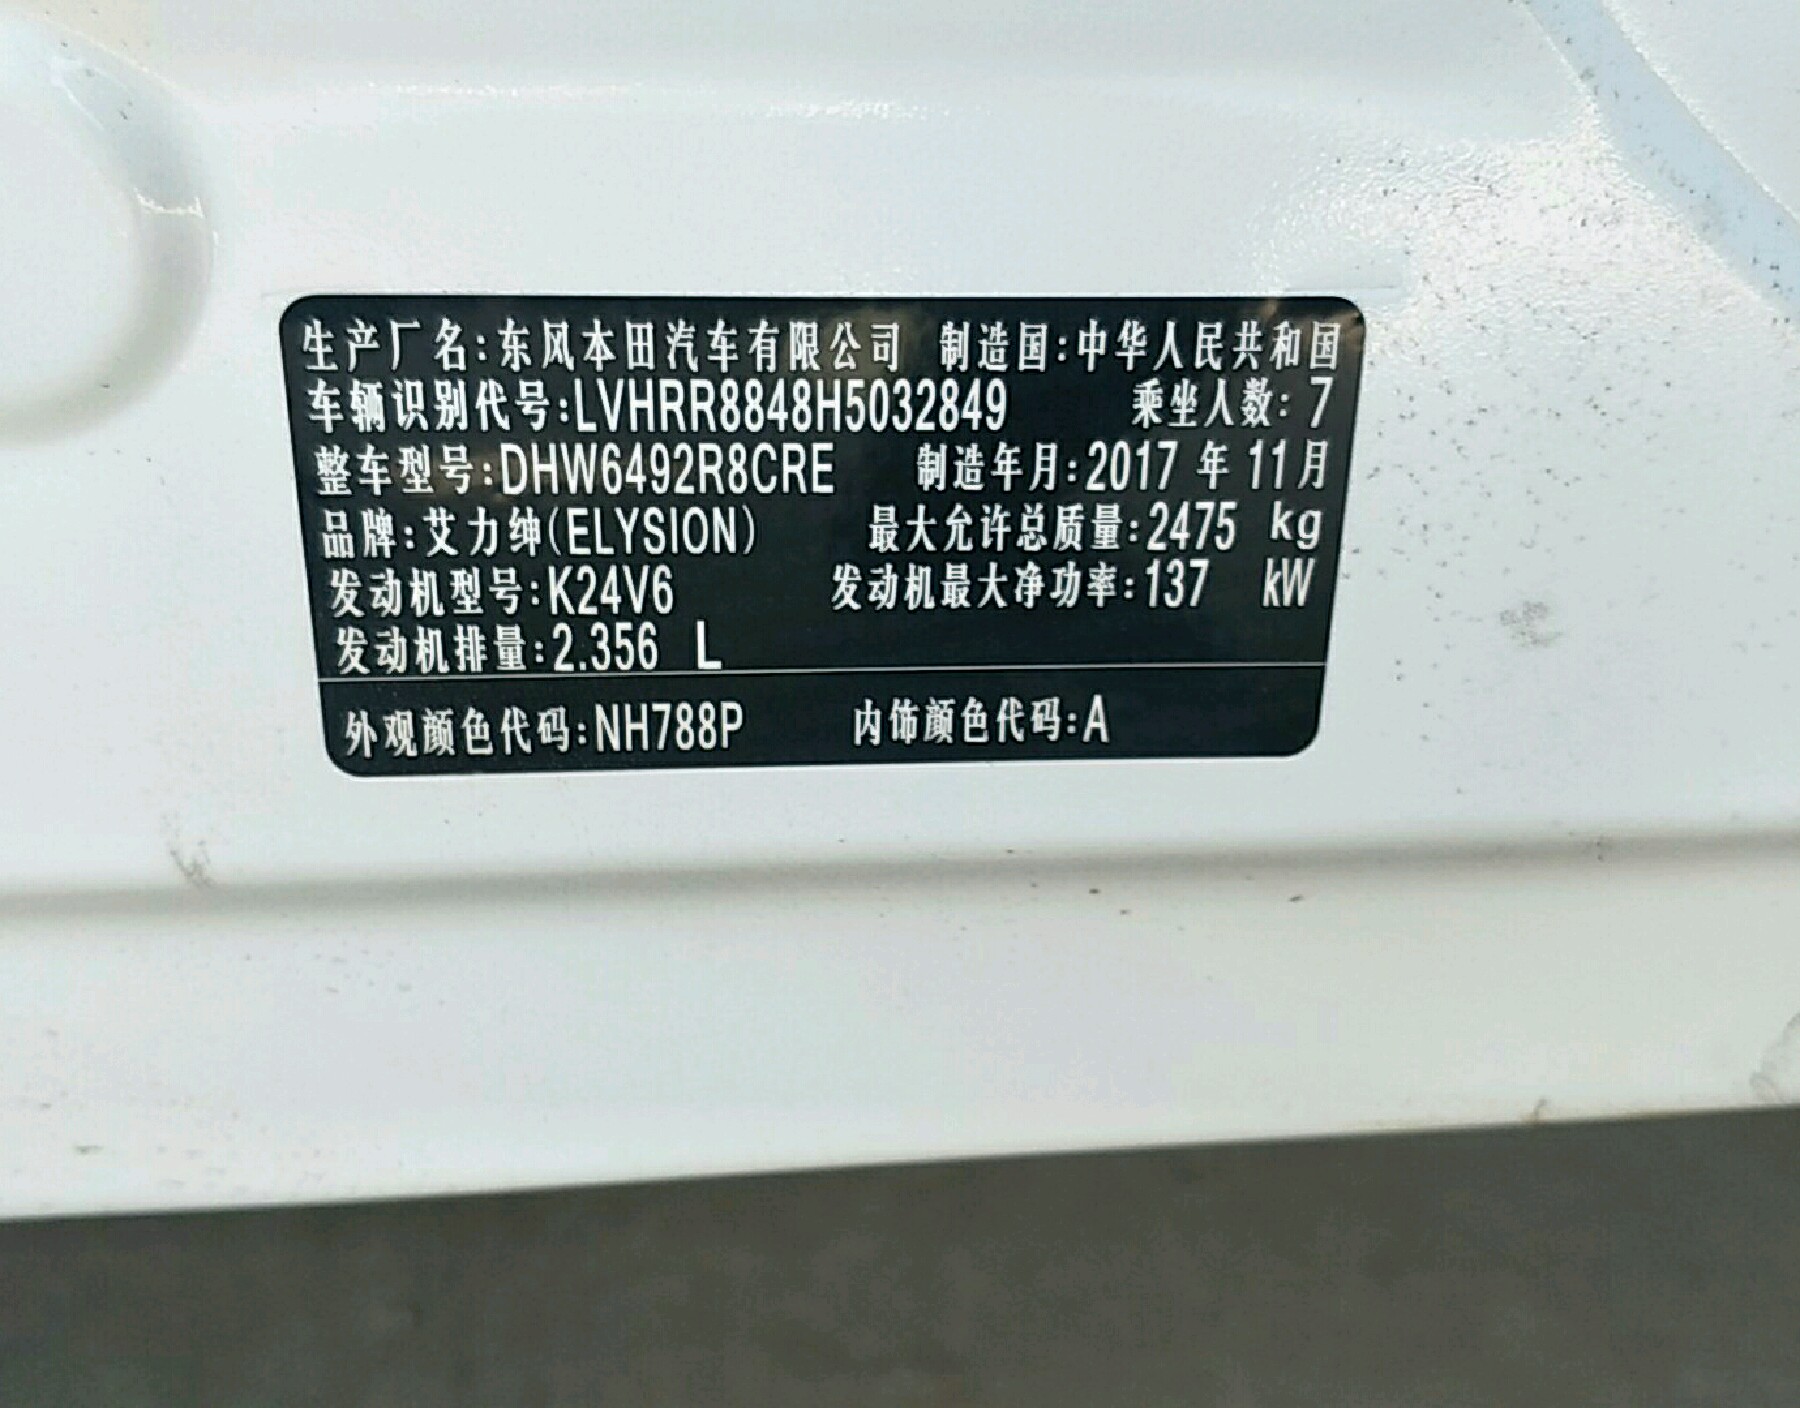 生产厂名:东风本田汽车有限公司 制造国:中华人民共和国
车辆识别代号:LVHRR8848H5032849 乘坐人数:7
整车型号:DHW6492R8CRE 制造年月:2017 年 11月
品牌:艾力绅(ELYSION) 最大允许总质量:2475 kg
发动机型号:K24V6 发动机最大净功率:137 kW
发动机排量:2.356 L
外观颜色代码:NH788P 内饰颜色代码:A